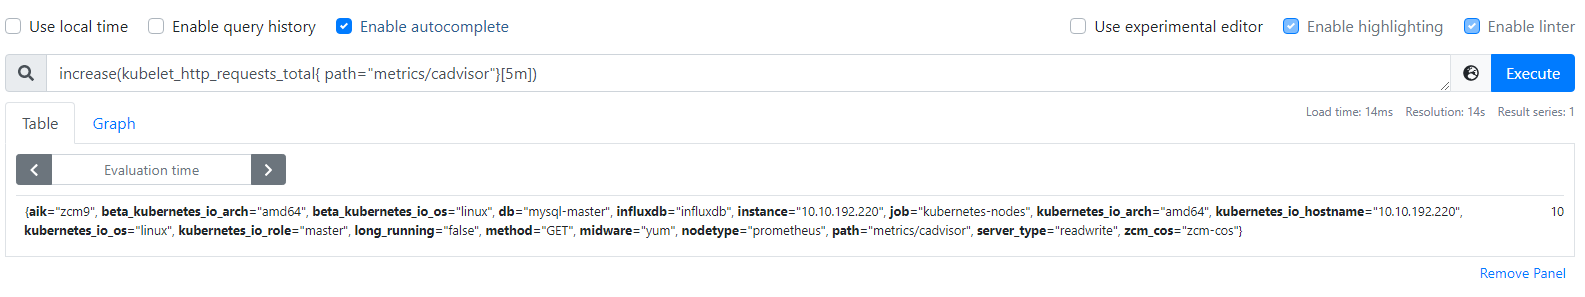 Use local time Enable query history Enable autocomplete Use experimental editor Enable highlighting Enable linter
increase(kubelet_http_requests_total{ path="metrics/cadvisor"}[5m]) Execute
Table Graph Load time: 14ms Resolution: 14s Result series: 1
Evaluation time
{aik="zcm9", beta_kubernetes_io_arch="amd64", beta_kubernetes_io_os="linux", db="mysql-master", influxdb="influxdb", instance="10.10.192.220", job="kubernetes-nodes", kubernetes_io_arch="amd64", kubernetes_io_hostname="10.10.192.220", 10
kubernetes_io_os="linux", kubernetes_io_role="master", long_running="false", method="GET", midware="yum", nodetype="prometheus", path="metrics/cadvisor", server_type="readwrite", zcm_cos="zcm-cos"}
Remove Panel